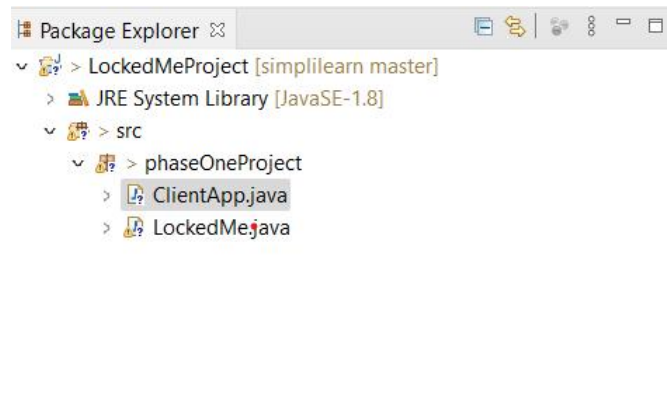 Package Explorer
> LockedMeProject [simplilearn master]
JRE System Library [JavaSE-1.8]
> src
> phaseOneProject
ClientApp.java
LockedMe.java